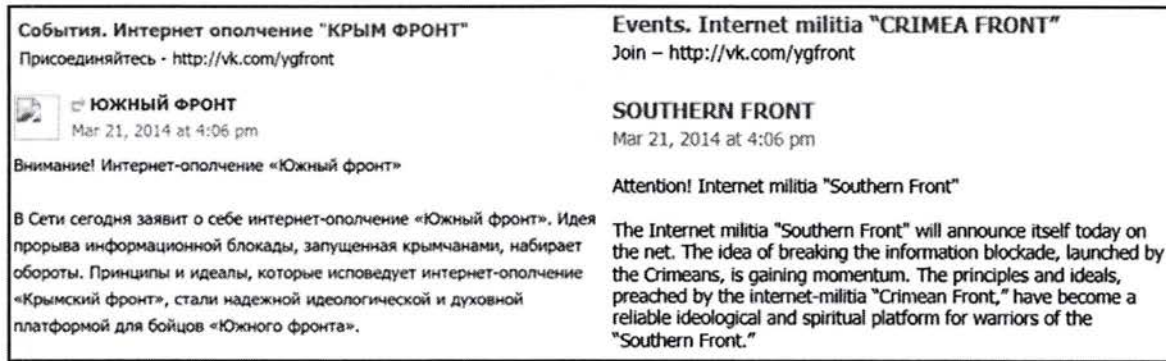 События. Интернет ополчение "КРЫМ ФРОНТ"
Присоединяйтесь - http://vk.com/ygfront
ЮЖНЫЙ ФРОНТ
Mar 21, 2014 at 4:06 pm
Внимание! Интернет-ополчение «Южный фронт»
В Сети сегодня заявит о себе интернет-ополчение «Южный фронт». Идея
прорыва информационной блокады, запущенная крымчанами, набирает
обороты. Принципы и идеалы, которые исповедует интернет-ополчение
«Крымский фронт», стали надежной идеологической и духовной
платформой для бойцов «Южного фронта».
Events. Internet militia "CRIMEA FRONT"
Join – http://vk.com/ygfront
SOUTHERN FRONT
Mar 21, 2014 at 4:06 pm
Attention! Internet militia "Southern Front"
The Internet militia "Southern Front" will announce itself today on
the net. The idea of breaking the information blockade, launched by
the Crimeans, is gaining momentum. The principles and ideals,
preached by the internet-militia "Crimean Front," have become a
reliable ideological and spiritual platform for warriors of the
"Southern Front."